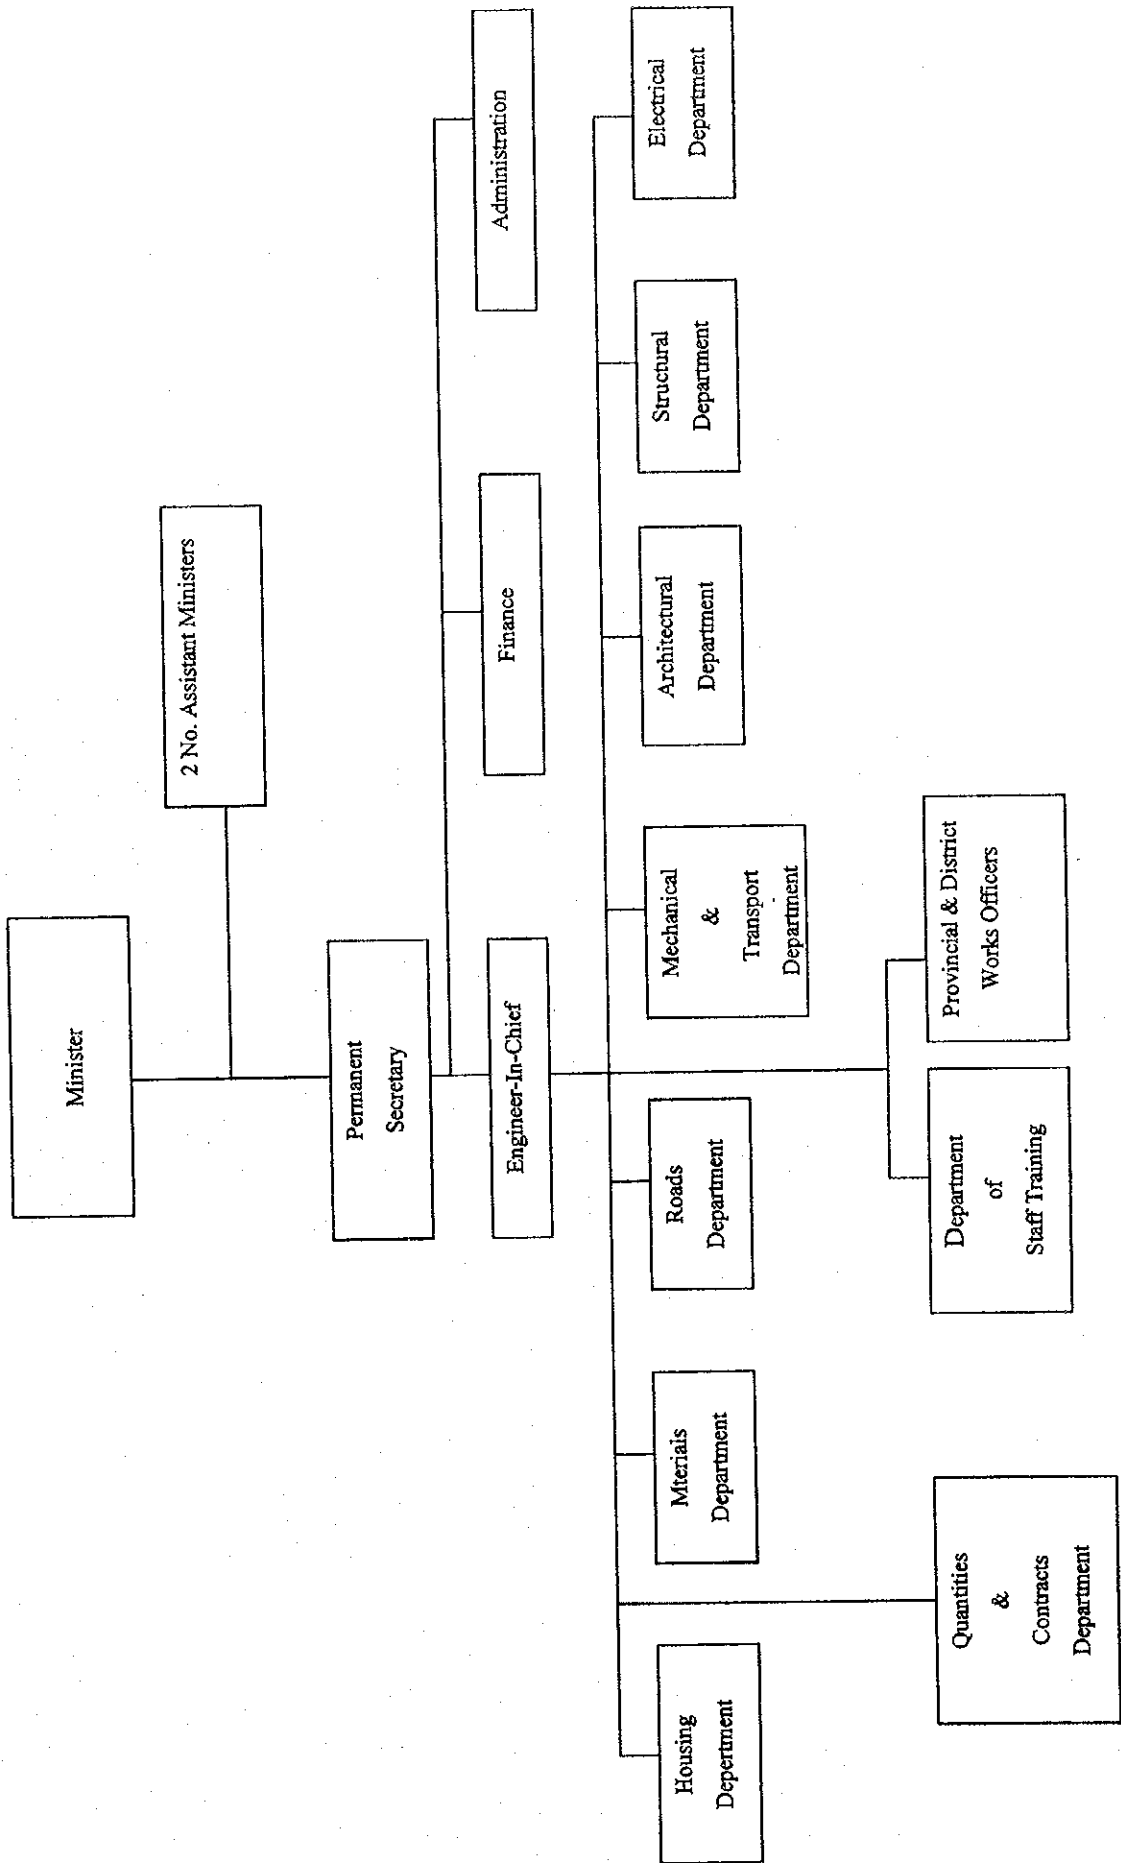 Minister
2 No. Assistant Ministers
Permanent
Secretary
Engineer-In-Chief
Finance
Administration
Housing
Depertment
Mterials
Department
Roads
Department
Mechanical
&
Transport
Department
Architectural
Department
Structural
Department
Electrical
Department
Quantities
&
Contracts
Department
Department
of
Staff Training
Provincial & District
Works Officers